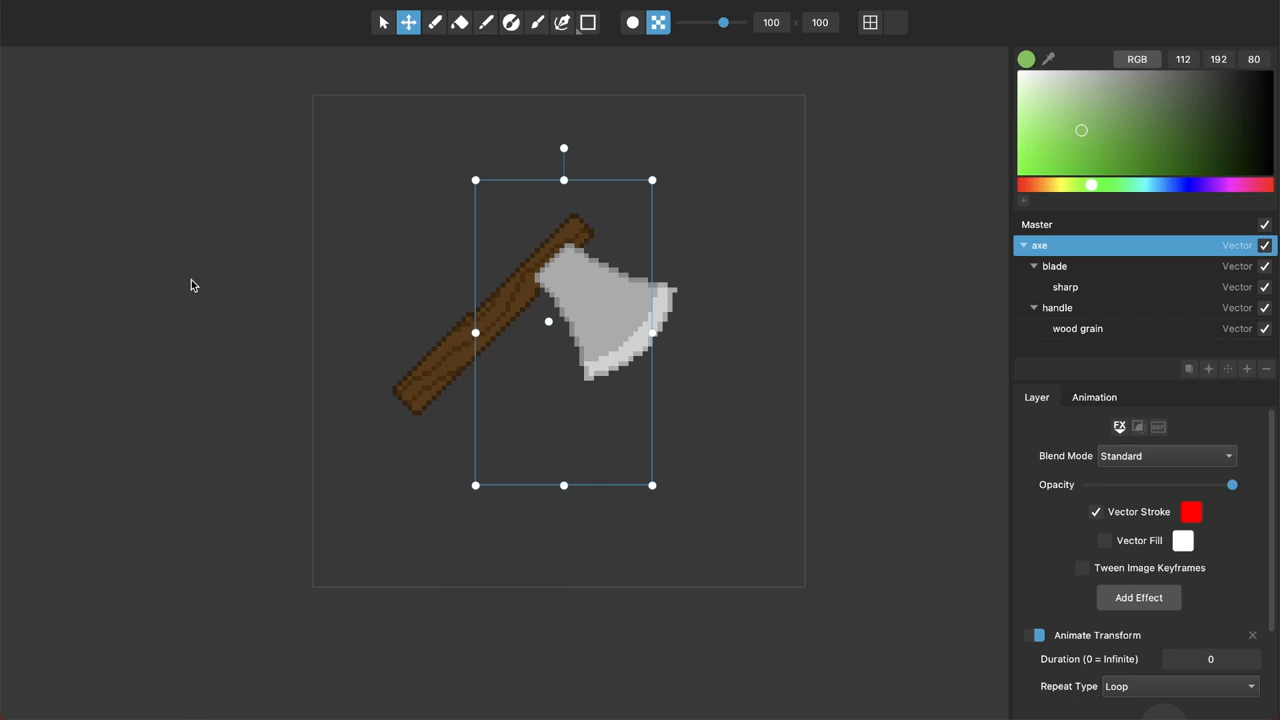 100 x 100
RGB 112 192 80
Master
axe Vector
blade Vector
sharp Vector
handle Vector
wood grain Vector
Layer Animation
FX REF
Blend Mode Standard
Opacity
Vector Stroke
Vector Fill
Tween Image Keyframes
Add Effect
Animate Transform
Duration (0 = Infinite) 0
Repeat Type Loop